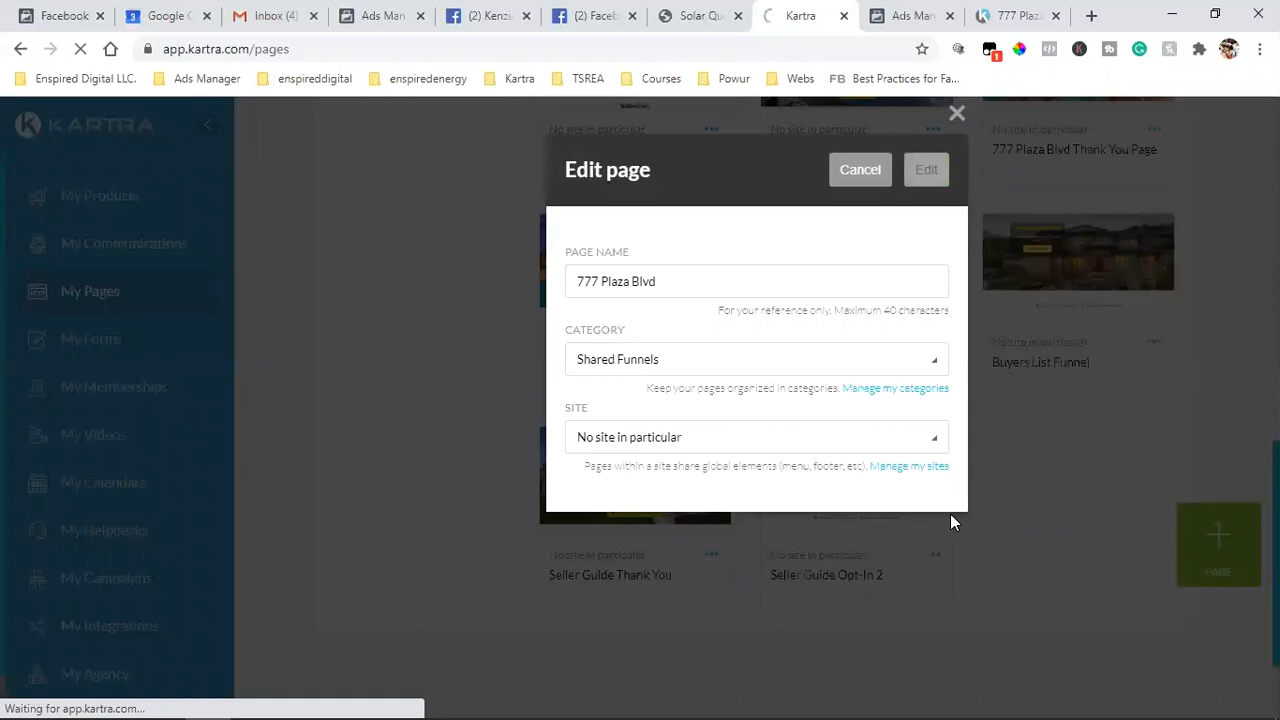 Facebook
Google C
Inbox (4)
Ads Man
(2) Kenzi
(2) Faceb
Solar Qu
Kartra
Ads Man
777 Plaz
app.kartra.com/pages
Enspired Digital LLC.
Ads Manager
enspireddigital
enspiredenergy
Kartra
TSREA
Courses
Powur
Webs
FB Best Practices for Fa...
KARTRA
My Products
My Communications
My Pages
My Forms
My Memberships
My Videos
My Calendars
My Helpdesks
My Campaigns
My Integrations
My Agency
No site in particular
No site in particular
No site in particular
777 Plaza Blvd Thank You Page
Edit page
Cancel
Edit
PAGE NAME
777 Plaza Blvd
For your reference only. Maximum 40 characters
CATEGORY
Shared Funnels
Keep your pages organized in categories. Manage my categories
SITE
No site in particular
Pages within a site share global elements (menu, footer, etc). Manage my sites
No site in particular
Buyers List Funnel
No site in particular
Seller Guide Thank You
No site in particular
Seller Guide Opt-In 2
PAGE
Waiting for app.kartra.com...